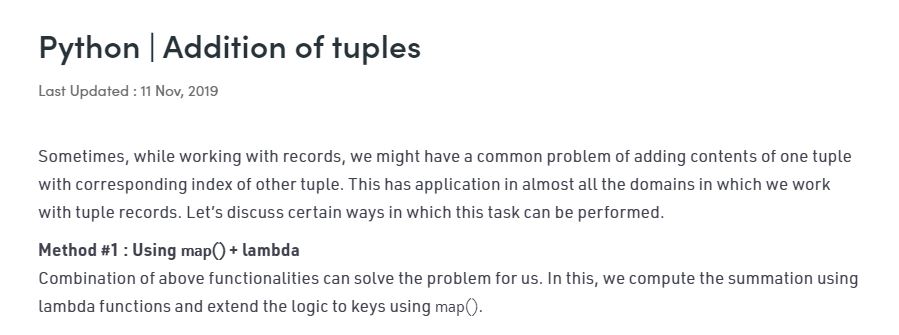 Python | Addition of tuples
Last Updated : 11 Nov, 2019
Sometimes, while working with records, we might have a common problem of adding contents of one tuple
with corresponding index of other tuple. This has application in almost all the domains in which we work
with tuple records. Let’s discuss certain ways in which this task can be performed.
Method #1 : Using map() + lambda
Combination of above functionalities can solve the problem for us. In this, we compute the summation using
lambda functions and extend the logic to keys using map().